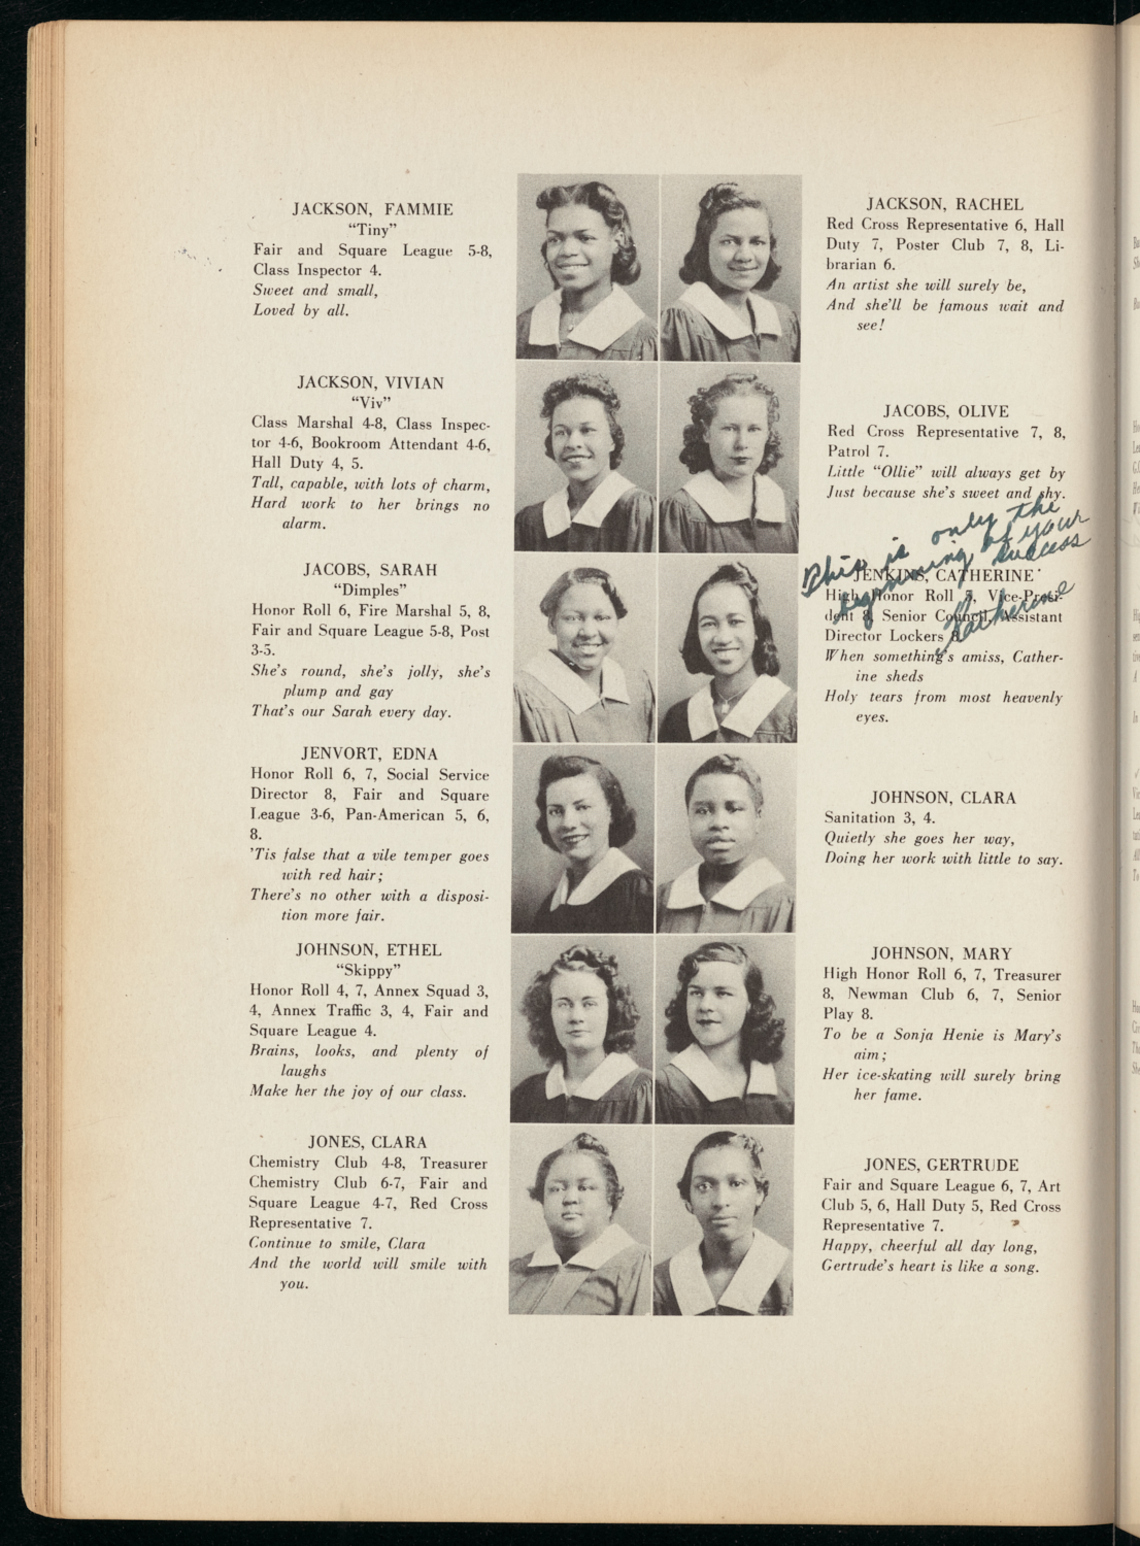 JACKSON, FAMMIE
“Tiny”
Fair and Square League 5-8,
Class Inspector 4.
Sweet and small,
Loved by all.
JACKSON, VIVIAN
“Viv”
Class Marshal 4-8, Class Inspec-
tor 4-6, Bookroom Attendant 4-6,
Hall Duty 4, 5.
Tall, capable, with lots of charm,
Hard work to her brings no
alarm.
JACOBS, SARAH
“Dimples”
Honor Roll 6, Fire Marshal 5, 8,
Fair and Square League 5-8, Post
3-5.
She's round, she's jolly, she's
plump and gay
That's our Sarah every day.
JENVORT, EDNA
Honor Roll 6, 7, Social Service
Director 8, Fair and Square
League 3-6, Pan-American 5, 6,
8.
'Tis false that a vile temper goes
with red hair;
There's no other with a disposi-
tion more fair.
JOHNSON, ETHEL
“Skippy”
Honor Roll 4, 7, Annex Squad 3,
4, Annex Traffic 3, 4, Fair and
Square League 4.
Brains, looks, and plenty of
laughs
Make her the joy of our class.
JONES, CLARA
Chemistry Club 4-8, Treasurer
Chemistry Club 6-7, Fair and
Square League 4-7, Red Cross
Representative 7.
Continue to smile, Clara
And the world will smile with
you.
JACKSON, RACHEL
Red Cross Representative 6, Hall
Duty 7, Poster Club 7, 8, Li-
brarian 6.
An artist she will surely be,
And she'll be famous wait and
see!
JACOBS, OLIVE
Red Cross Representative 7, 8,
Patrol 7.
Little “Ollie” will always get by
Just because she's sweet and shy.
This is only the
beginning of your
success
Katherine
JENKINS, CATHERINE
High Honor Roll 5, Vice-Presi-
dent 8, Senior Council, Assistant
Director Lockers
When something's amiss, Cather-
ine sheds
Holy tears from most heavenly
eyes.
JOHNSON, CLARA
Sanitation 3, 4.
Quietly she goes her way,
Doing her work with little to say.
JOHNSON, MARY
High Honor Roll 6, 7, Treasurer
8, Newman Club 6, 7, Senior
Play 8.
To be a Sonja Henie is Mary's
aim;
Her ice-skating will surely bring
her fame.
JONES, GERTRUDE
Fair and Square League 6, 7, Art
Club 5, 6, Hall Duty 5, Red Cross
Representative 7.
Happy, cheerful all day long,
Gertrude's heart is like a song.